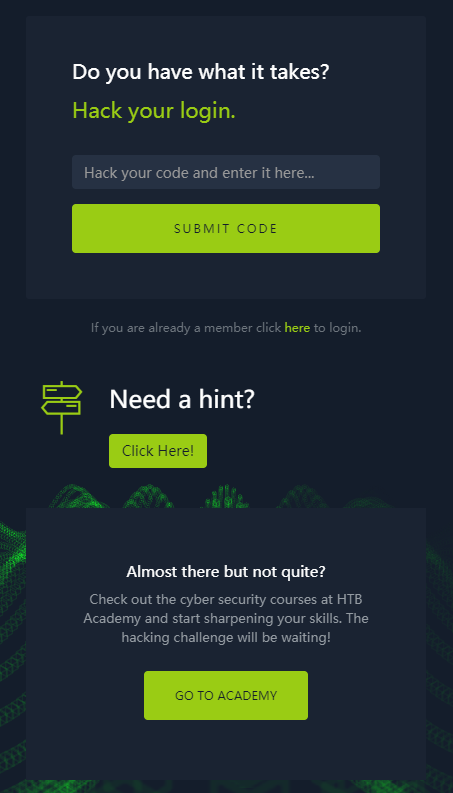 Do you have what it takes?
Hack your login.
Hack your code and enter it here...
SUBMIT CODE
If you are already a member click here to login.
Need a hint?
Click Here!
Almost there but not quite?
Check out the cyber security courses at HTB
Academy and start sharpening your skills. The
hacking challenge will be waiting!
GO TO ACADEMY